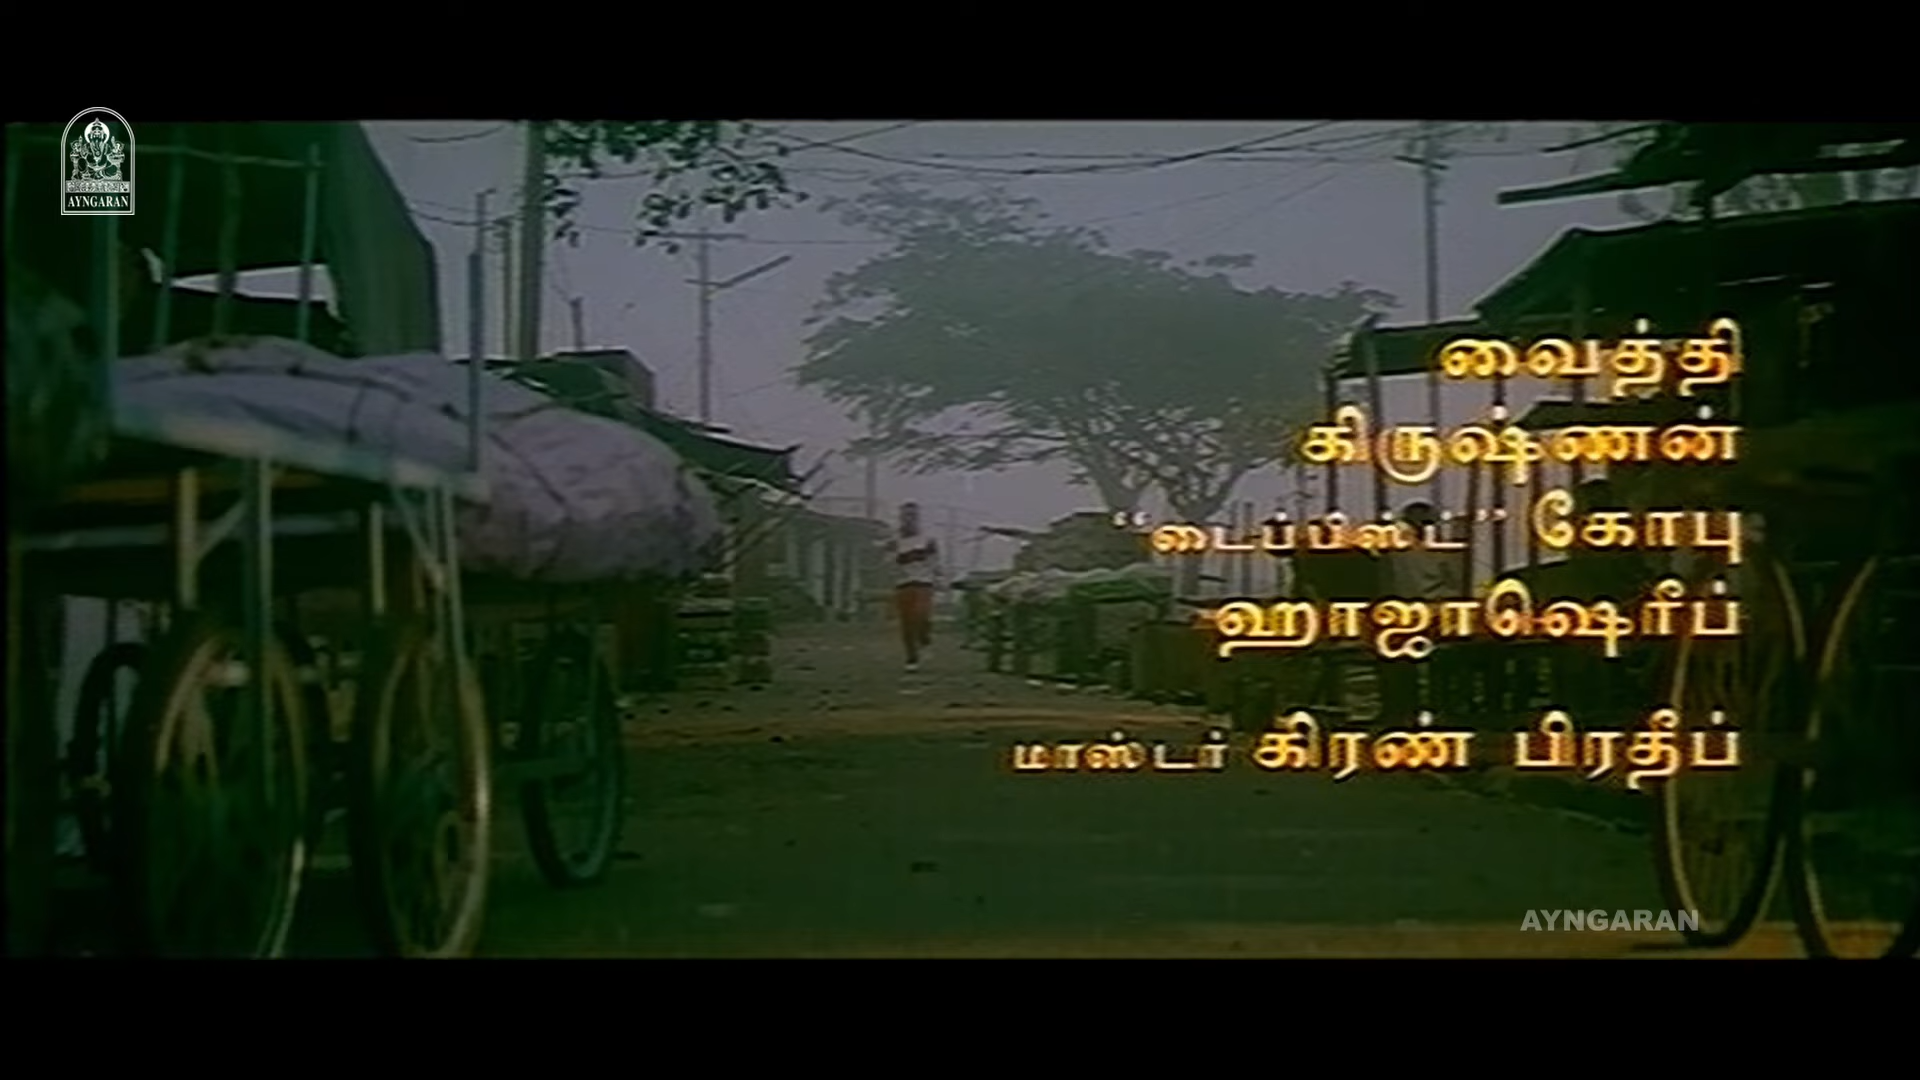 AYNGARAN
வைத்தி
கிருஷ்ணன்
“டைப்பிஸ்ட்” கோபு
ஹாஜாஷெரீப்
மாஸ்டர் கிரண் பிரதீப்
AYNGARAN